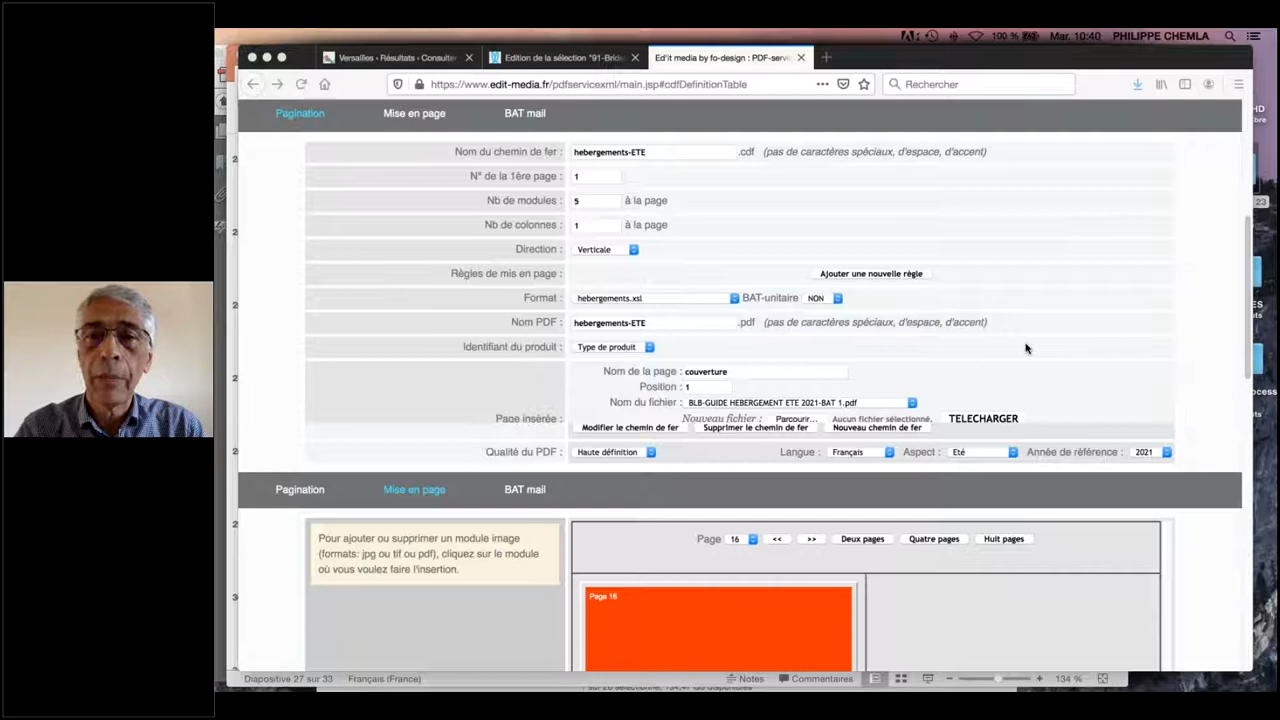 100 % Mar. 10:40 PHILIPPE CHEMLA
Versailles ‹ Résultats ‹ Consulte
Edition de la sélection "91-Brid
Ed'it media by fo-design : PDF-serv
https://www.edit-media.fr/pdfservicexml/main.jsp#cdfDefinitionTable
Rechercher
Pagination Mise en page BAT mail
Nom du chemin de fer : hebergements-ETE .cdf (pas de caractères spéciaux, d'espace, d'accent)
N° de la 1ère page : 1
Nb de modules : 5 à la page
Nb de colonnes : 1 à la page
Direction : Verticale
Règles de mis en page : Ajouter une nouvelle règle
Format : hebergements.xsl BAT-unitaire NON
Nom PDF : hebergements-ETE .pdf (pas de caractères spéciaux, d'espace, d'accent)
Identifiant du produit : Type de produit
Nom de la page : couverture
Position : 1
Nom du fichier : BLB-GUIDE HEBERGEMENT ETE 2021-BAT 1.pdf
Page insérée : Nouveau fichier : Parcourir... Aucun fichier sélectionné. TELECHARGER
Modifier le chemin de fer Supprimer le chemin de fer Nouveau chemin de fer
Qualité du PDF : Haute définition Langue : Français Aspect : Eté Année de référence : 2021
Pagination Mise en page BAT mail
Pour ajouter ou supprimer un module image
(formats: jpg ou tif ou pdf), cliquez sur le module
où vous voulez faire l'insertion.
Page 16 << >> Deux pages Quatre pages Huit pages
Page 16
Diapositive 27 sur 33 Français (France) Notes Commentaires 134 %
HD
23